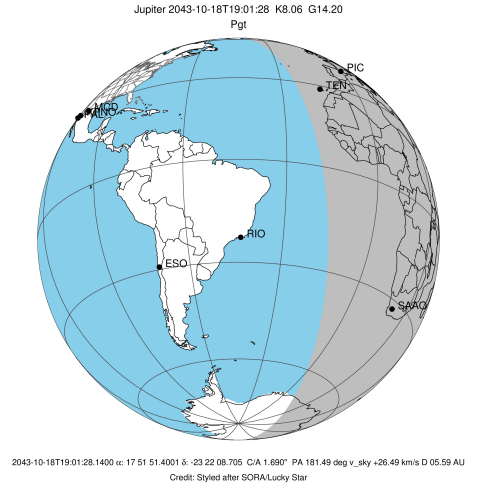 Jupiter 2043-10-18T19:01:28 K8.06 G14.20
Pgt
PIC
TEN
MCD
RIO
ESO
SAAO
2043-10-18T19:01:28.1400 α: 17 51 51.4001 δ: -23 22 08.705 C/A 1.690" PA 181.49 deg v_sky +26.49 km/s D 05.59 AU
Credit: Styled after SORA/Lucky Star